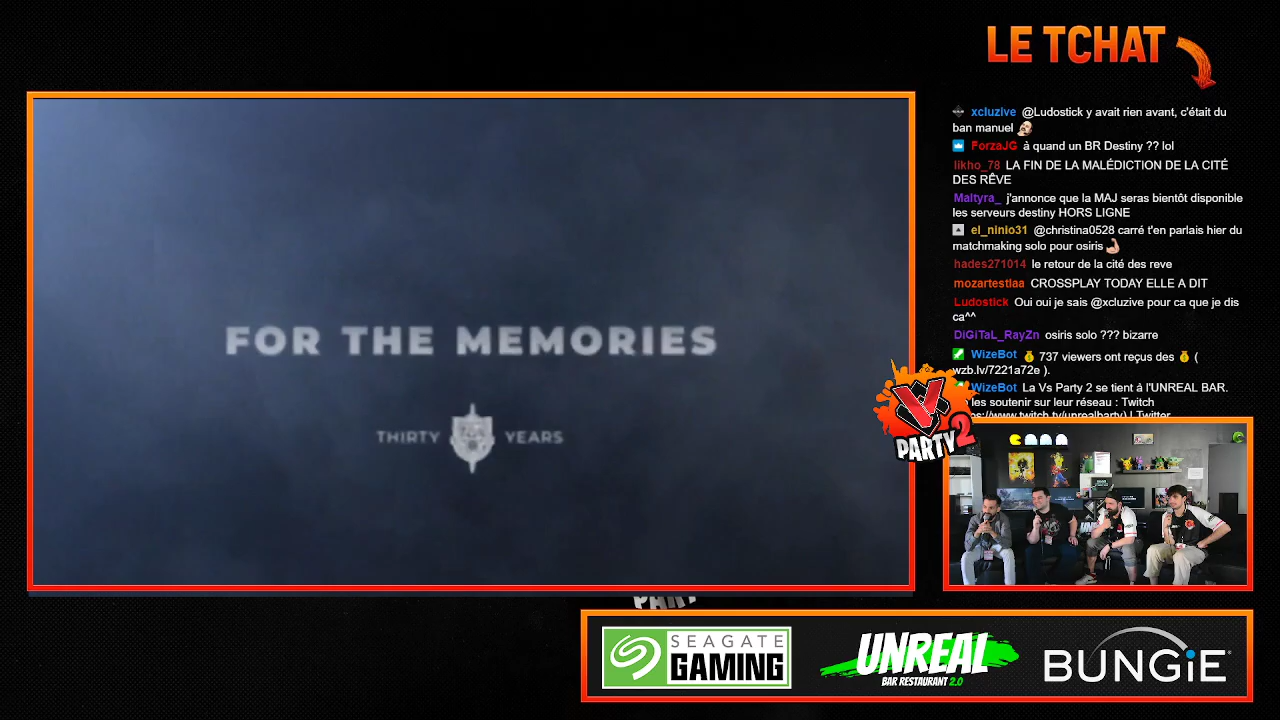 LE TCHAT
xcluzive @Ludostick y avait rien avant, c'était du
ban manuel
ForzaJG à quand un BR Destiny ?? lol
likho_78 LA FIN DE LA MALÉDICTION DE LA CITÉ
DES RÊVE
Maltyra_ j'annonce que la MAJ seras bientôt disponible
les serveurs destiny HORS LIGNE
el_ninio31 @christina0528 carré t'en parlais hier du
matchmaking solo pour osiris
hades271014 le retour de la cité des reve
mozartestlaa CROSSPLAY TODAY ELLE A DIT
Ludostick Oui oui je sais @xcluzive pour ca que je dis
ca^^
DiGiTaL_RayZn osiris solo ??? bizarre
WizeBot 737 viewers ont reçus des (
wzb.lv/7221a72e ).
WizeBot La Vs Party 2 se tient à l'UNREAL BAR.
les soutenir sur leur réseau : Twitch
://www.twitch.tv/unrealbarty) | Twitter
FOR THE MEMORIES
THIRTY YEARS
V
PARTY 2
PARTY
SEAGATE
GAMING
UNREAL
BAR RESTAURANT 2.0
BUNGiE